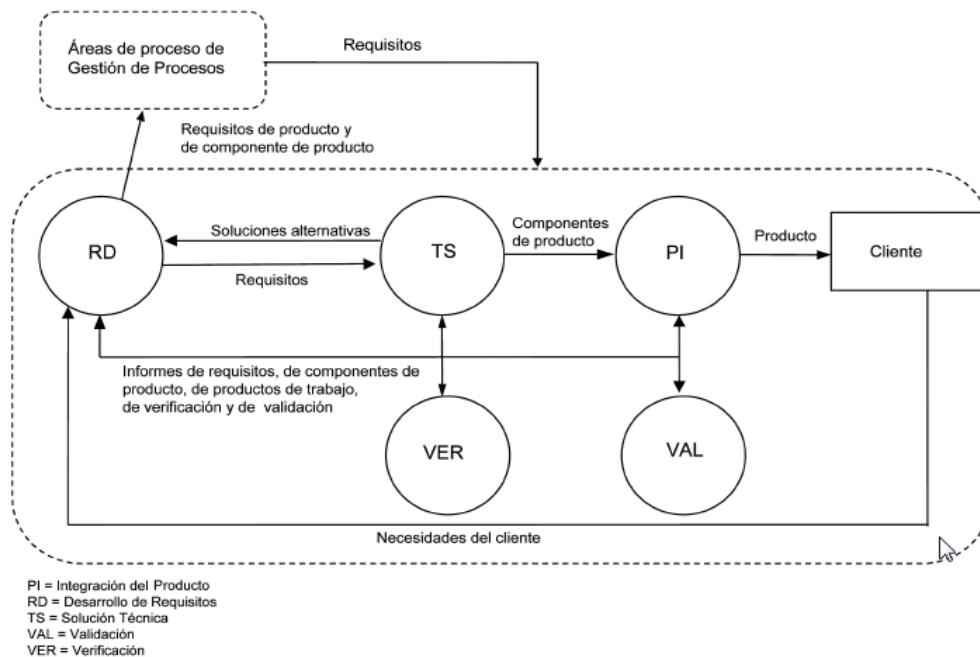 Áreas de proceso de
Gestión de Procesos
Requisitos
Requisitos de producto y
de componente de producto
RD
Soluciones alternativas
Requisitos
TS
Componentes
de producto
PI
Producto
Cliente
Informes de requisitos, de componentes de
producto, de productos de trabajo,
de verificación y de validación
VER
VAL
Necesidades del cliente
PI = Integración del Producto
RD = Desarrollo de Requisitos
TS = Solución Técnica
VAL = Validación
VER = Verificación